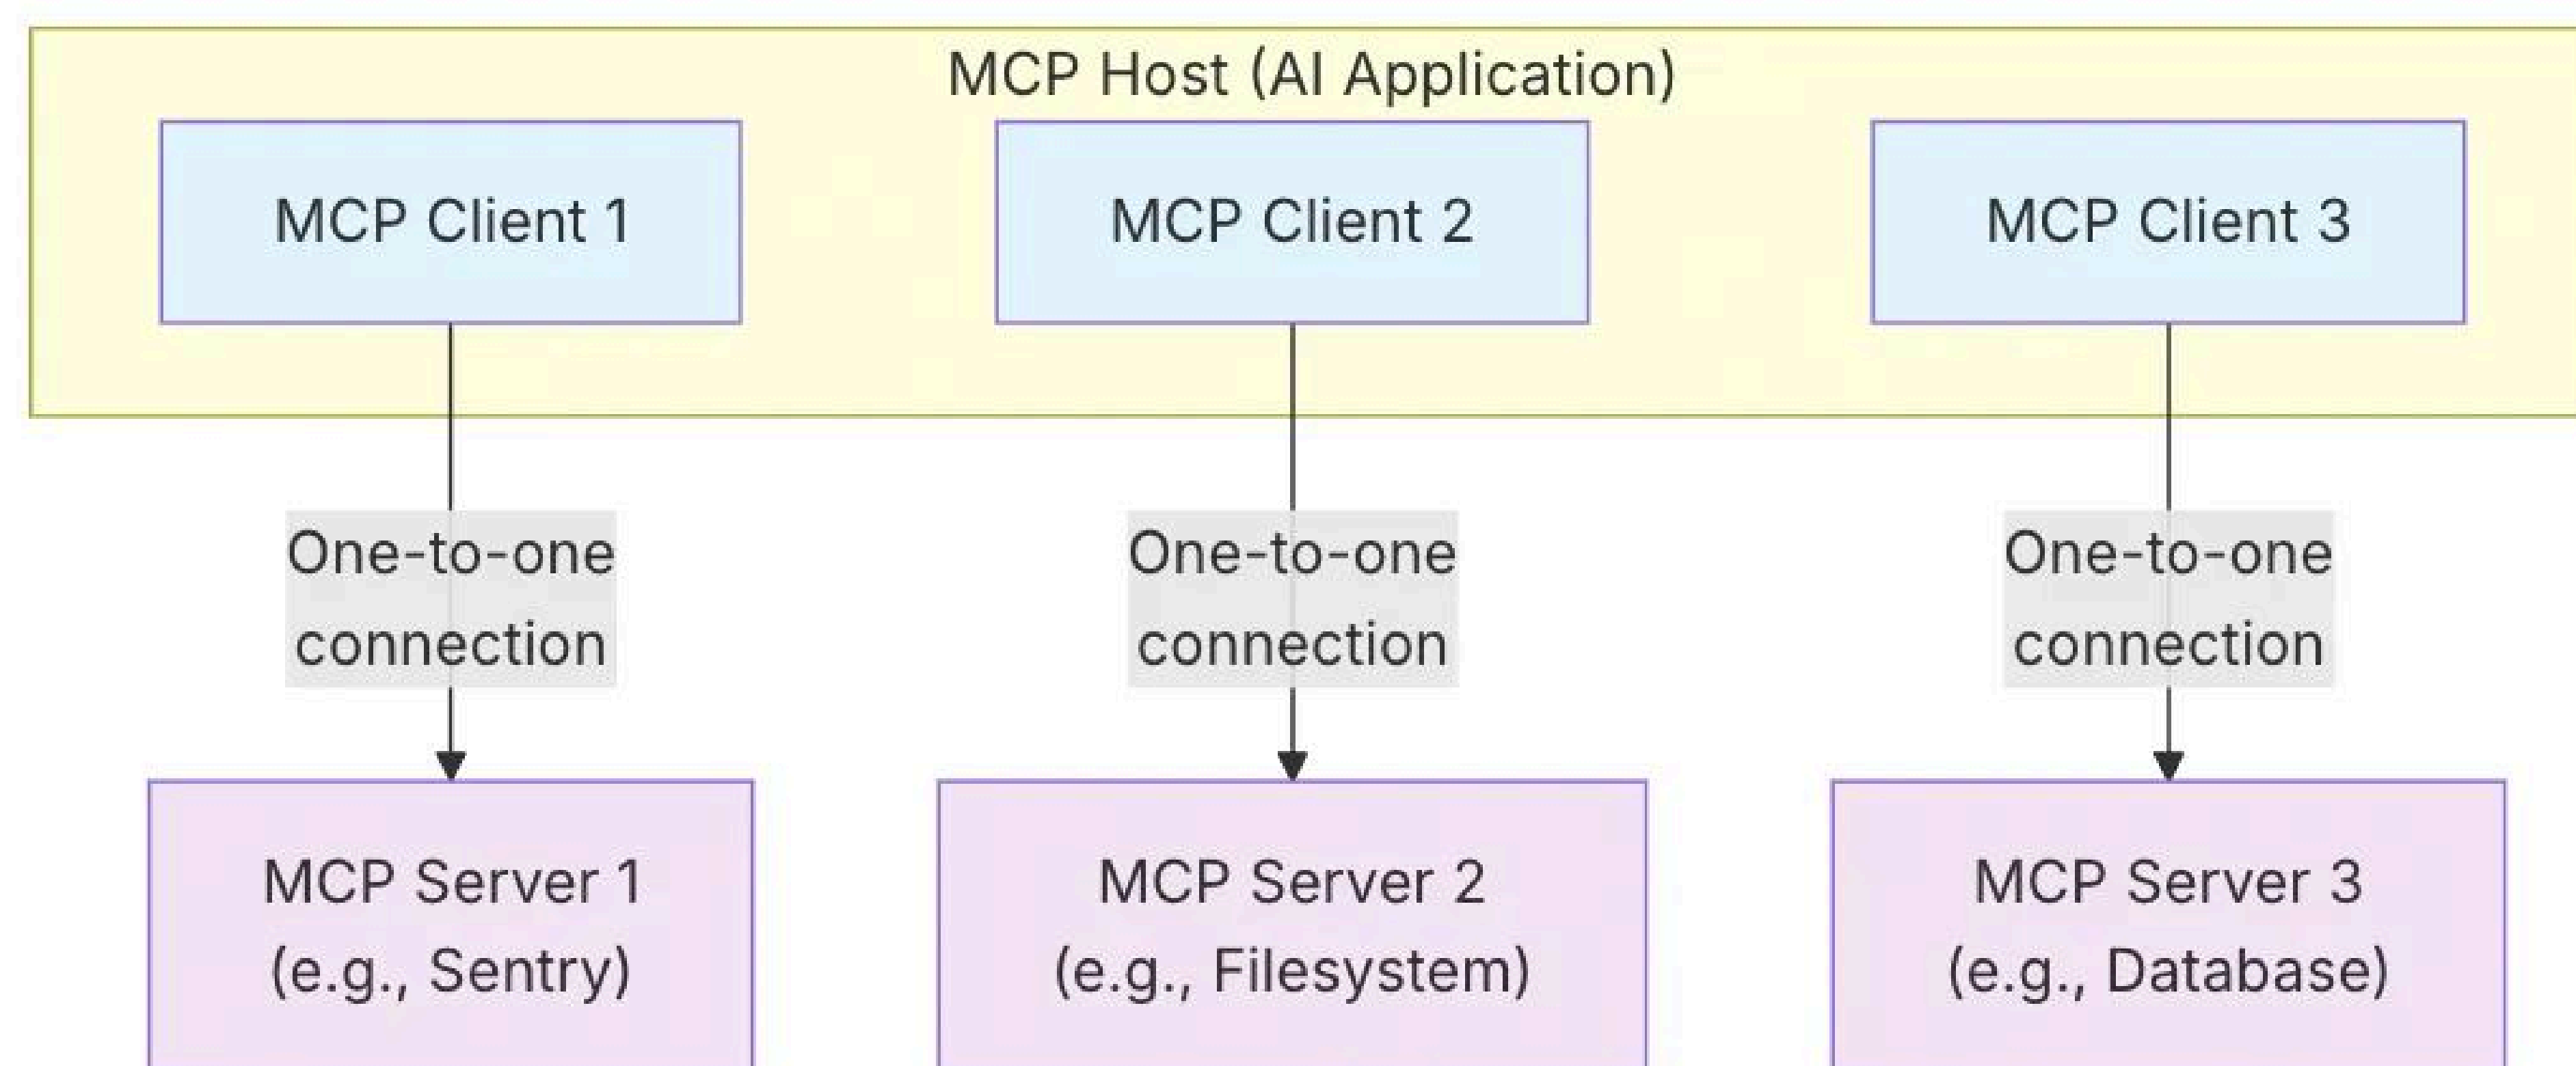 MCP Host (AI Application)
MCP Client 1
MCP Client 2
MCP Client 3
One-to-one
connection
One-to-one
connection
One-to-one
connection
MCP Server 1
(e.g., Sentry)
MCP Server 2
(e.g., Filesystem)
MCP Server 3
(e.g., Database)